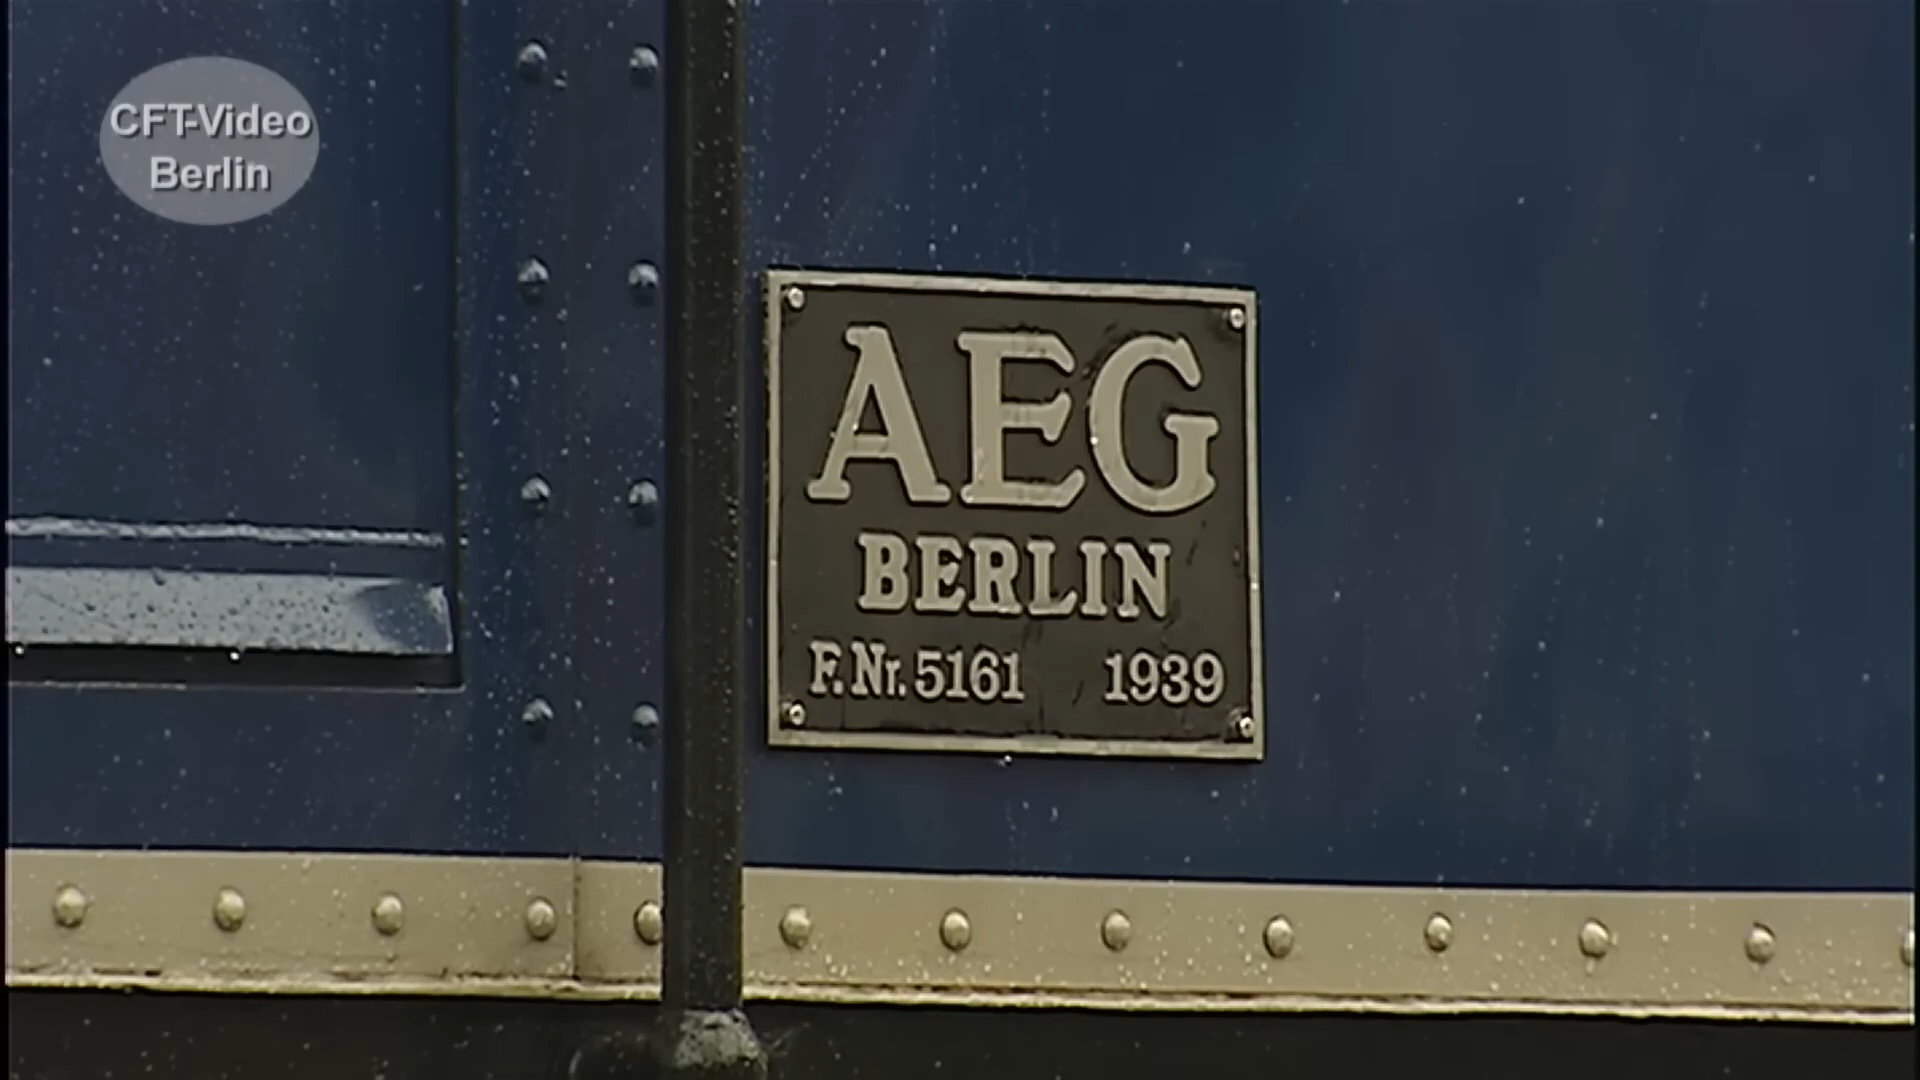 CFT-Video
Berlin
AEG
BERLIN
F.Nr. 5161 1939